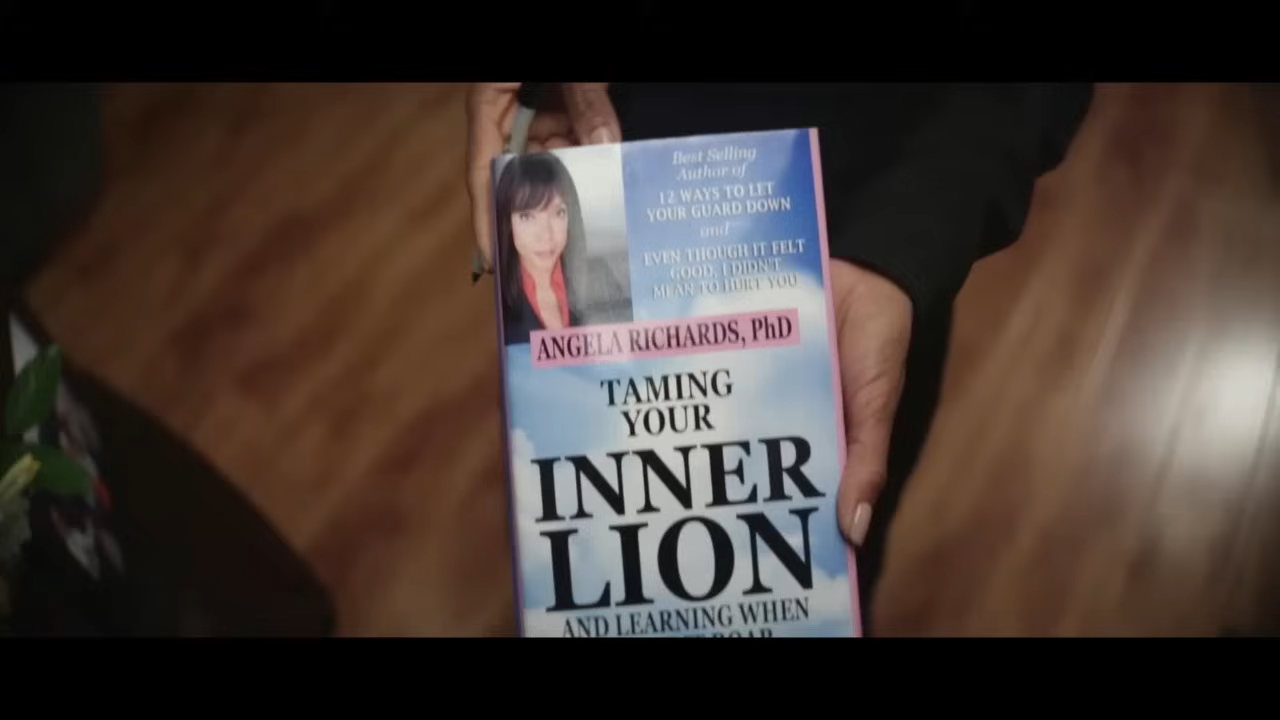 Best Selling
Author of
12 WAYS TO LET
YOUR GUARD DOWN
and
EVEN THOUGH IT FELT
GOOD, I DIDN'T
MEAN TO HURT YOU
ANGELA RICHARDS, PhD
TAMING
YOUR
INNER
LION
AND LEARNING WHEN